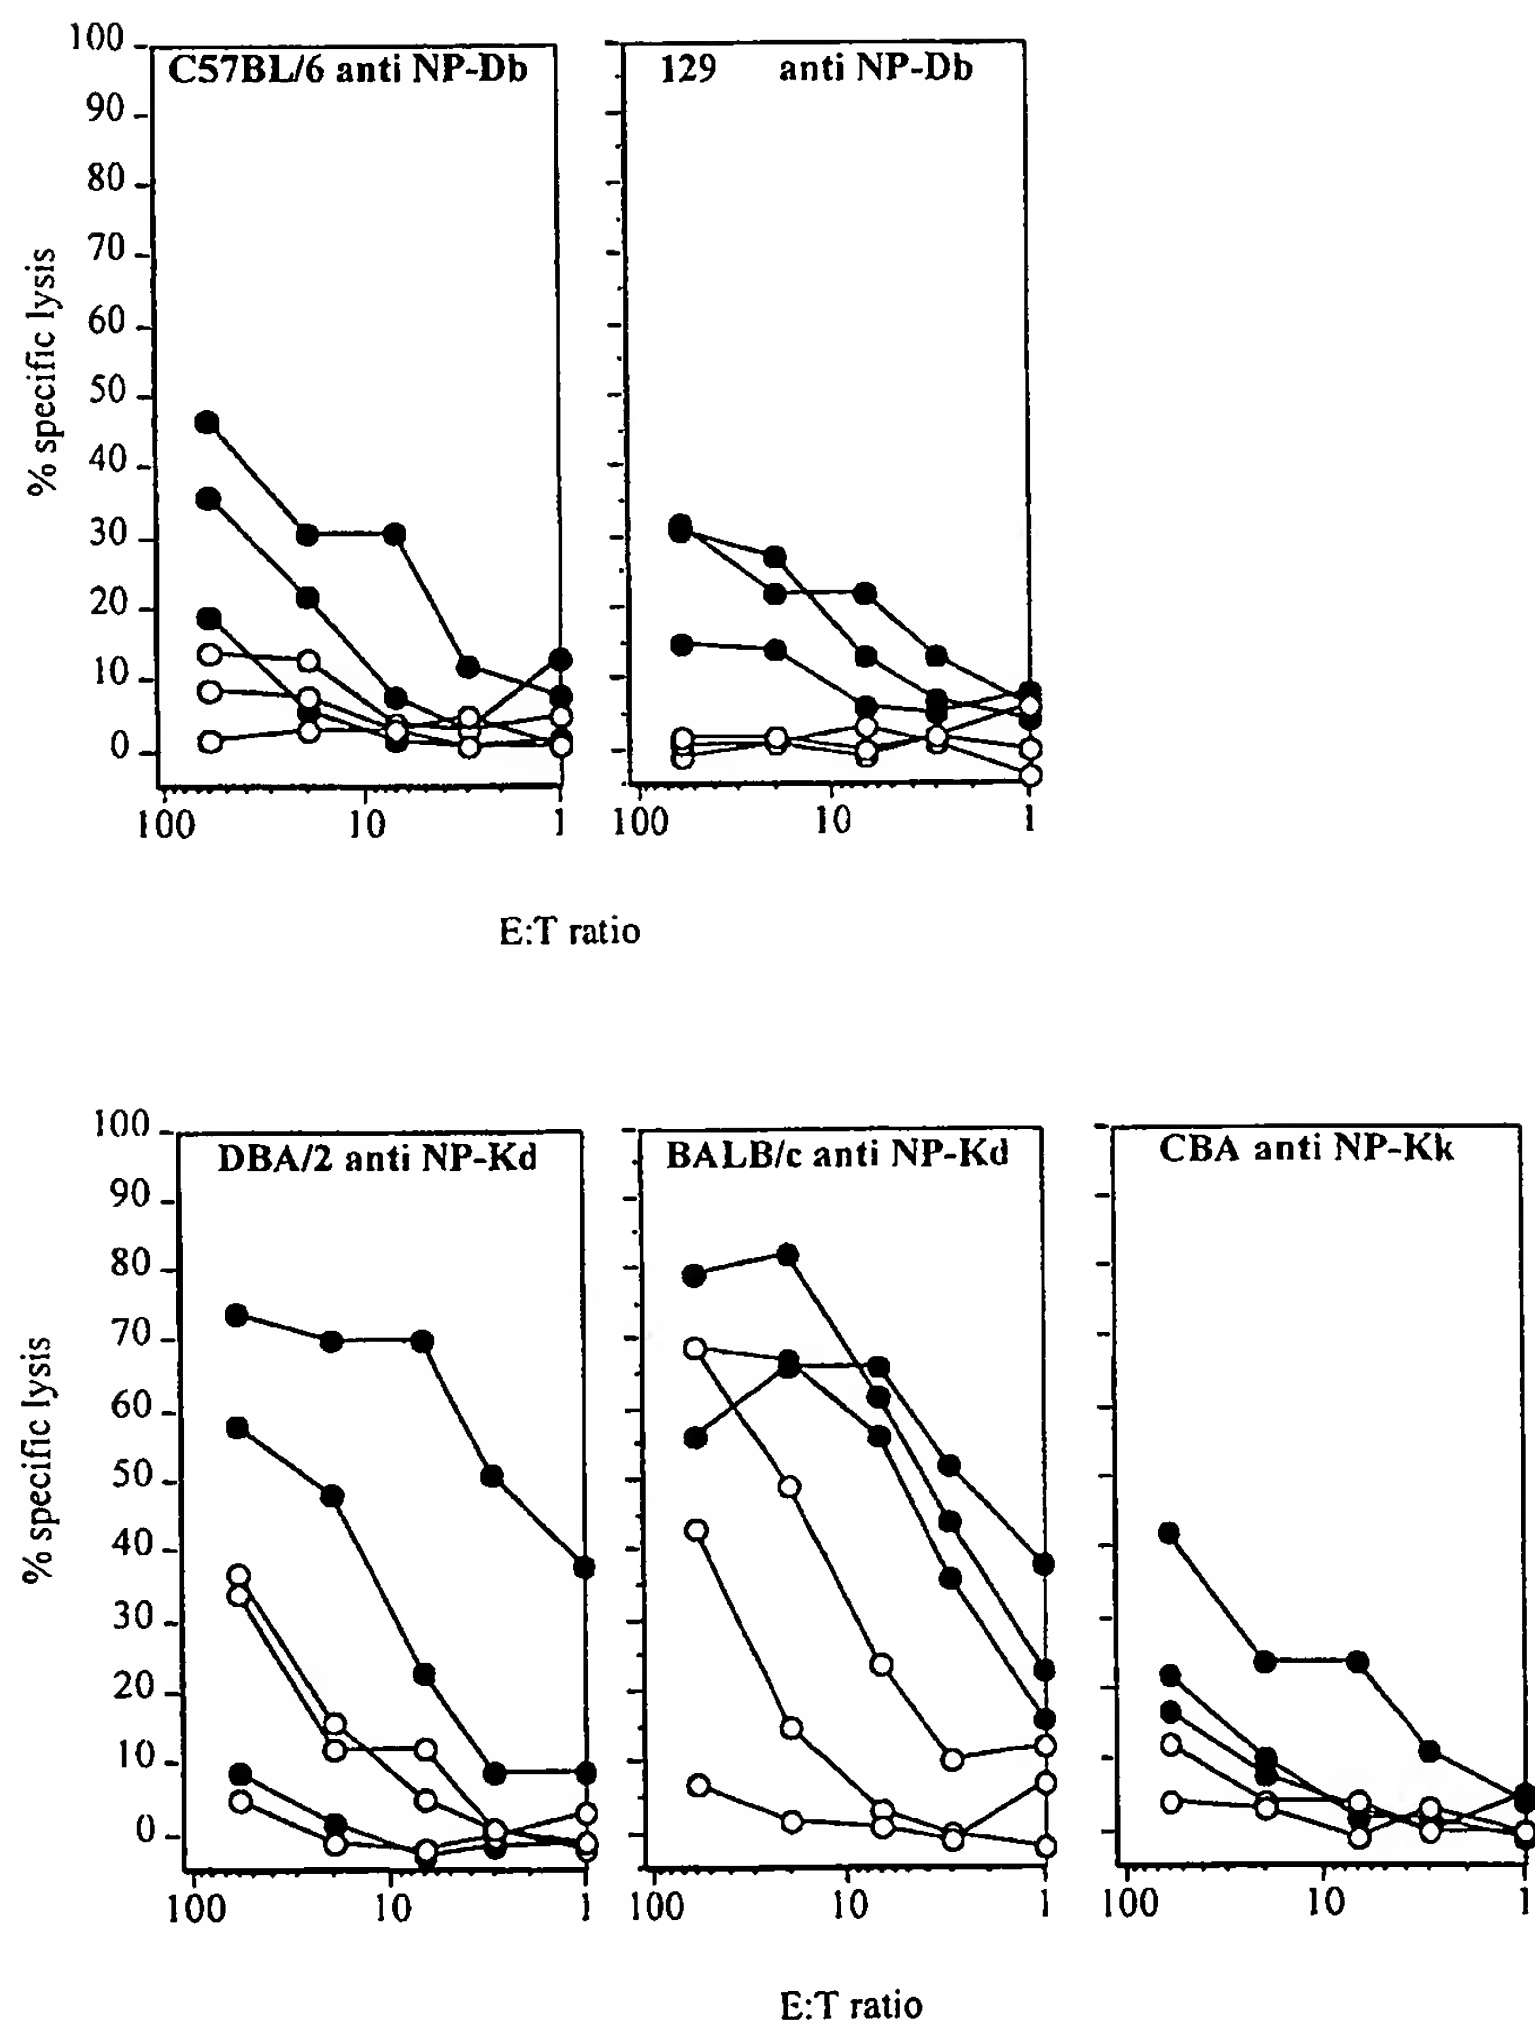 C57BL/6 anti NP-Db
129 anti NP-Db
% specific lysis
100
90
80
70
60
50
40
30
20
10
0
100 10 1
100 10 1
E:T ratio
DBA/2 anti NP-Kd
BALB/c anti NP-Kd
CBA anti NP-Kk
% specific lysis
100
90
80
70
60
50
40
30
20
10
0
100 10 1
100 10 1
100 10 1
E:T ratio